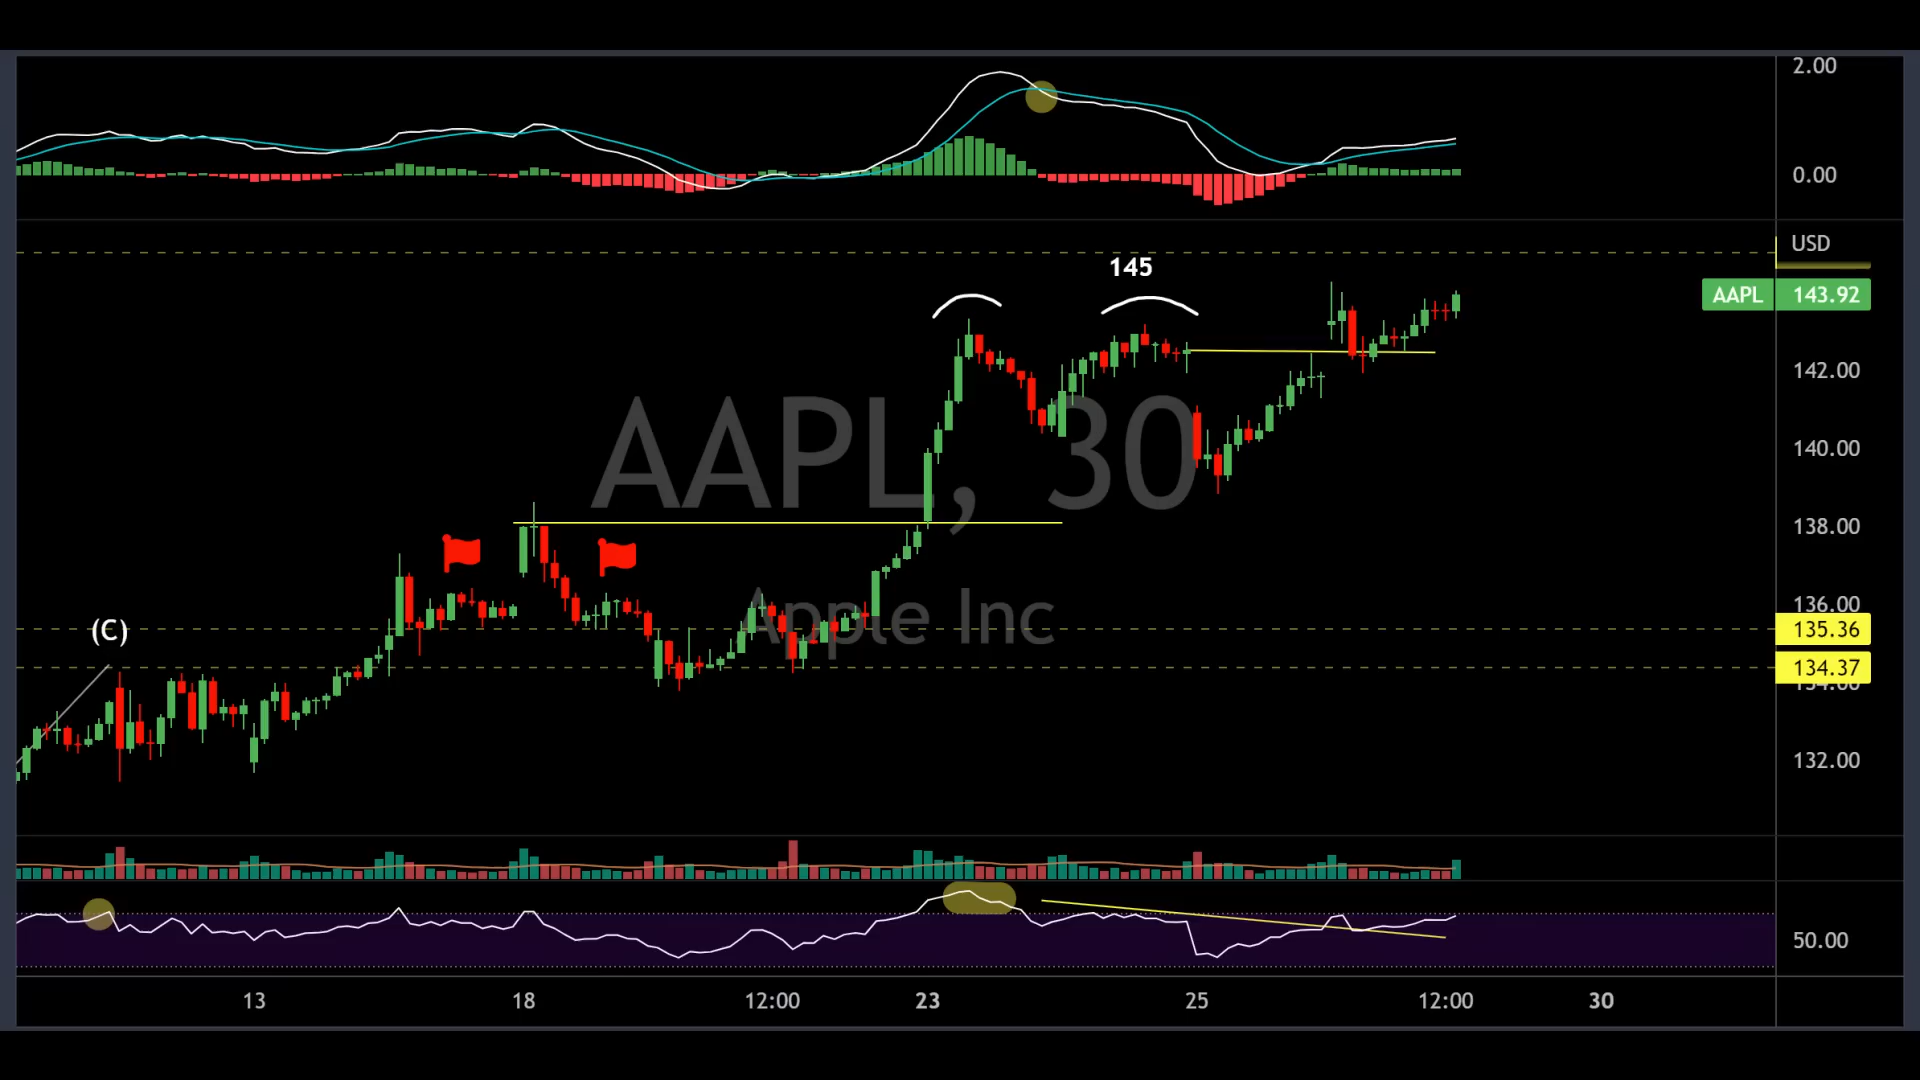 2.00
0.00
USD
145
AAPL 143.92
142.00
AAPL, 30
140.00
138.00
Apple Inc
136.00
(C)
135.36
134.37
134.00
132.00
50.00
13 18 12:00 23 25 12:00 30